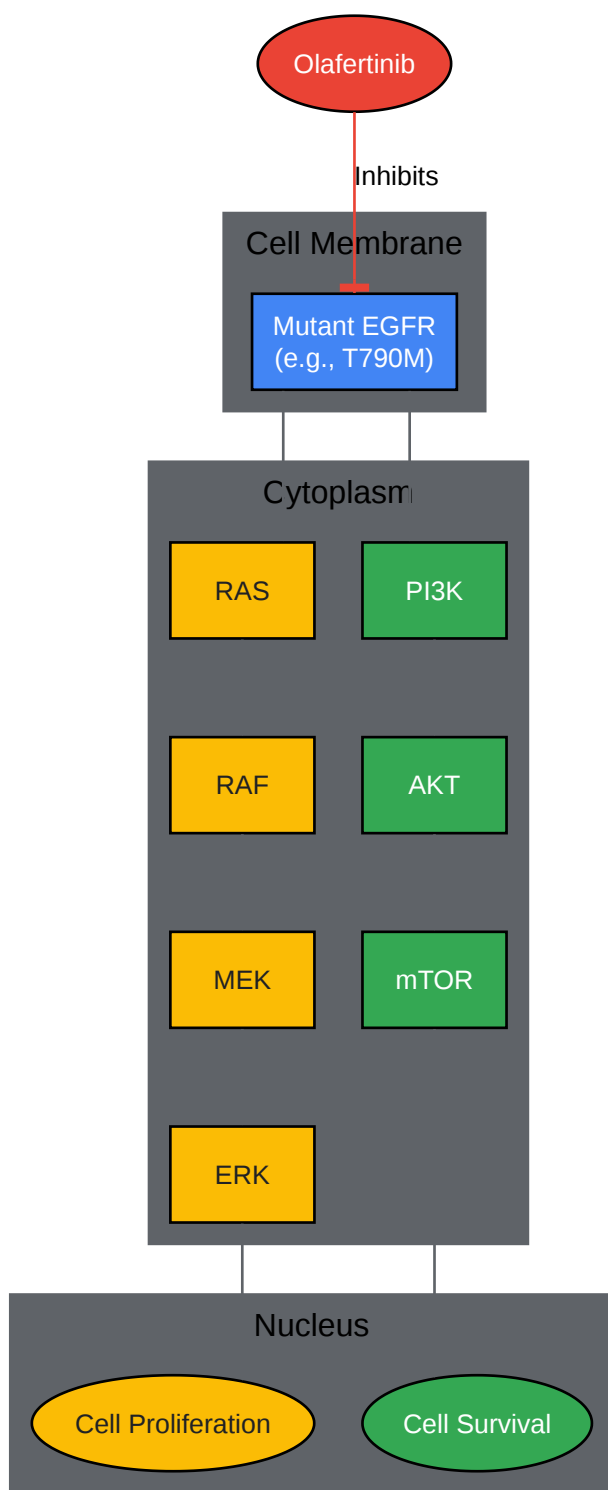 Olafertinib
Inhibits
Cell Membrane
Mutant EGFR
(e.g., T790M)
Cytoplasm
RAS
PI3K
RAF
AKT
MEK
mTOR
ERK
Nucleus
Cell Proliferation
Cell Survival